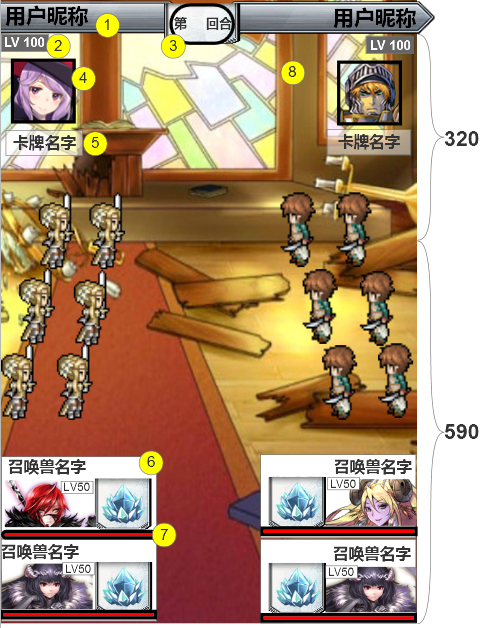 用户昵称
1
第 回合
用户昵称
LV 100
2
3
LV 100
4
8
卡牌名字
5
卡牌名字
320
590
召唤兽名字
6
召唤兽名字
LV50
LV50
7
召唤兽名字
召唤兽名字
LV50
LV50